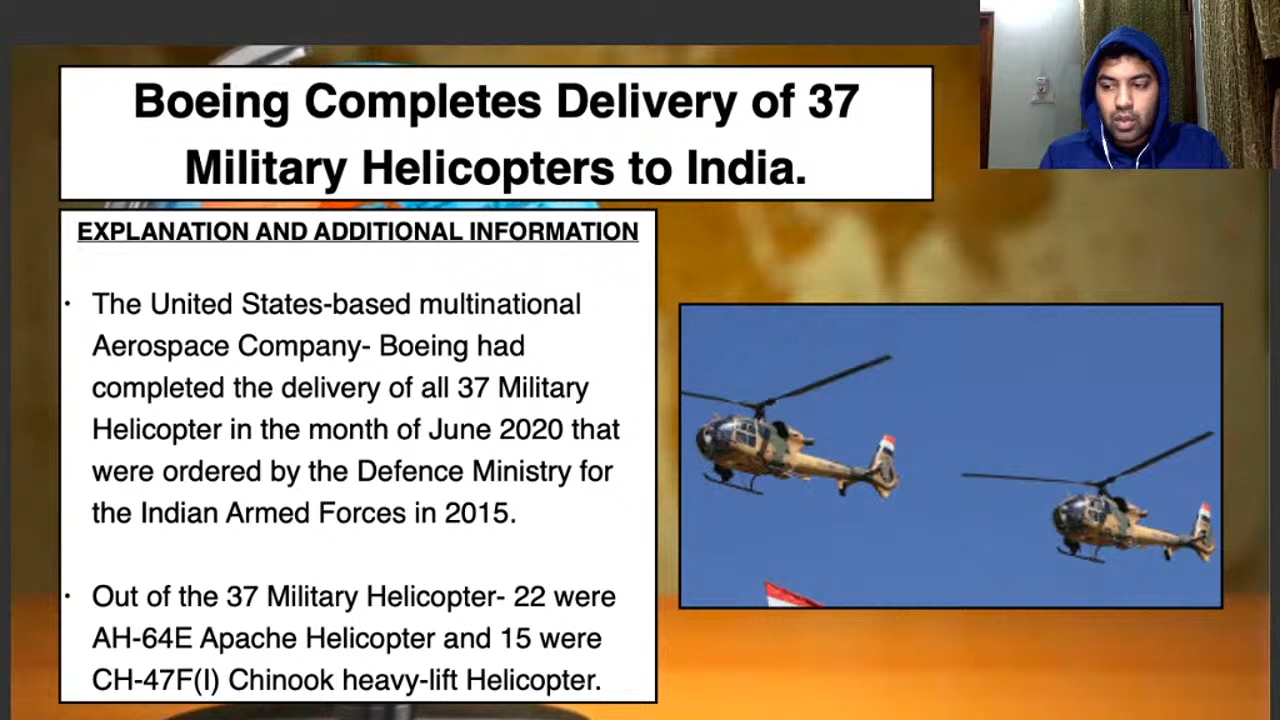 Boeing Completes Delivery of 37
Military Helicopters to India.
EXPLANATION AND ADDITIONAL INFORMATION
· The United States-based multinational
Aerospace Company- Boeing had
completed the delivery of all 37 Military
Helicopter in the month of June 2020 that
were ordered by the Defence Ministry for
the Indian Armed Forces in 2015.
· Out of the 37 Military Helicopter- 22 were
AH-64E Apache Helicopter and 15 were
CH-47F(I) Chinook heavy-lift Helicopter.